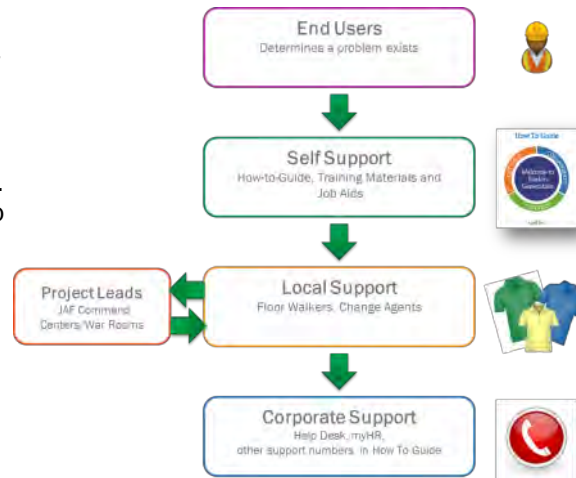 End Users
Determines a problem exists
Self Support
How-to-Guide, Training Materials and
Job Aids
How To Guide
Welcome to
Project Leads
JAF Command
Centers/War Rooms
Local Support
Floor Walkers, Change Agents
Corporate Support
Help Desk, myHR,
other support numbers in How To Guide